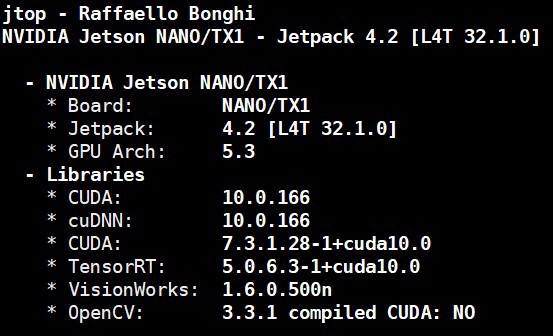 jtop - Raffaello Bonghi
NVIDIA Jetson NANO/TX1 - Jetpack 4.2 [L4T 32.1.0]
- NVIDIA Jetson NANO/TX1
* Board: NANO/TX1
* Jetpack: 4.2 [L4T 32.1.0]
* GPU Arch: 5.3
- Libraries
* CUDA: 10.0.166
* cuDNN: 10.0.166
* CUDA: 7.3.1.28-1+cuda10.0
* TensorRT: 5.0.6.3-1+cuda10.0
* VisionWorks: 1.6.0.500n
* OpenCV: 3.3.1 compiled CUDA: NO